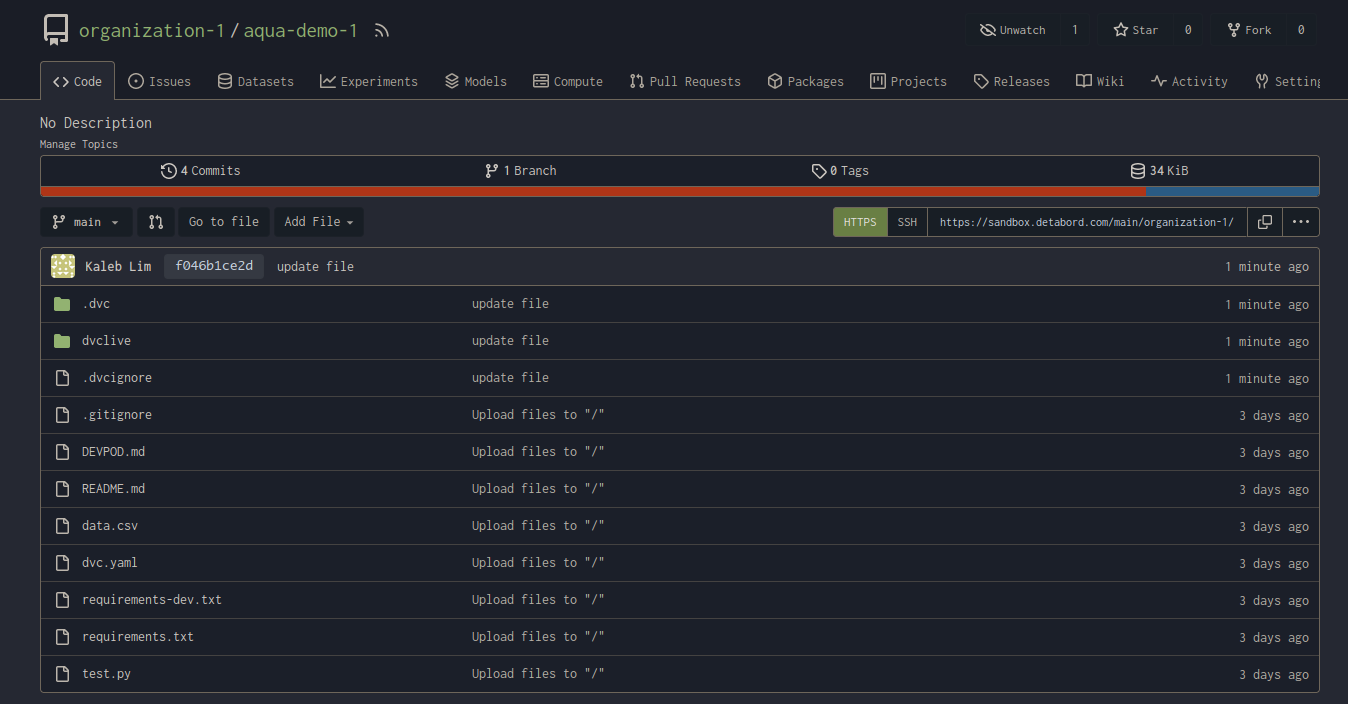 organization-1 / aqua-demo-1 Unwatch 1 Star 0 Fork 0
Code Issues Datasets Experiments Models Compute Pull Requests Packages Projects Releases Wiki Activity Setting
No Description
Manage Topics
4 Commits 1 Branch 0 Tags 34 KiB
main Go to file Add File HTTPS SSH https://sandbox.detabord.com/main/organization-1/
Kaleb Lim f046b1ce2d update file 1 minute ago
.dvc update file 1 minute ago
dvclive update file 1 minute ago
.dvcignore update file 1 minute ago
.gitignore Upload files to "/" 3 days ago
DEVPOD.md Upload files to "/" 3 days ago
README.md Upload files to "/" 3 days ago
data.csv Upload files to "/" 3 days ago
dvc.yaml Upload files to "/" 3 days ago
requirements-dev.txt Upload files to "/" 3 days ago
requirements.txt Upload files to "/" 3 days ago
test.py Upload files to "/" 3 days ago